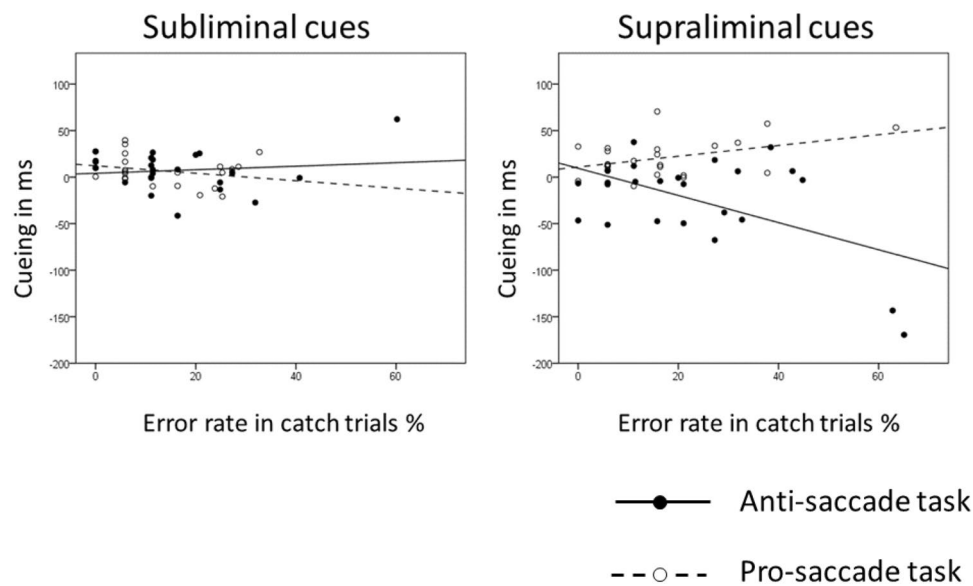 Subliminal cues
Supraliminal cues
Cueing in ms
100
50
0
-50
-100
-150
-200
0
20
40
60
Error rate in catch trials %
Cueing in ms
100
50
0
-50
-100
-150
-200
0
20
40
60
Error rate in catch trials %
Anti-saccade task
Pro-saccade task